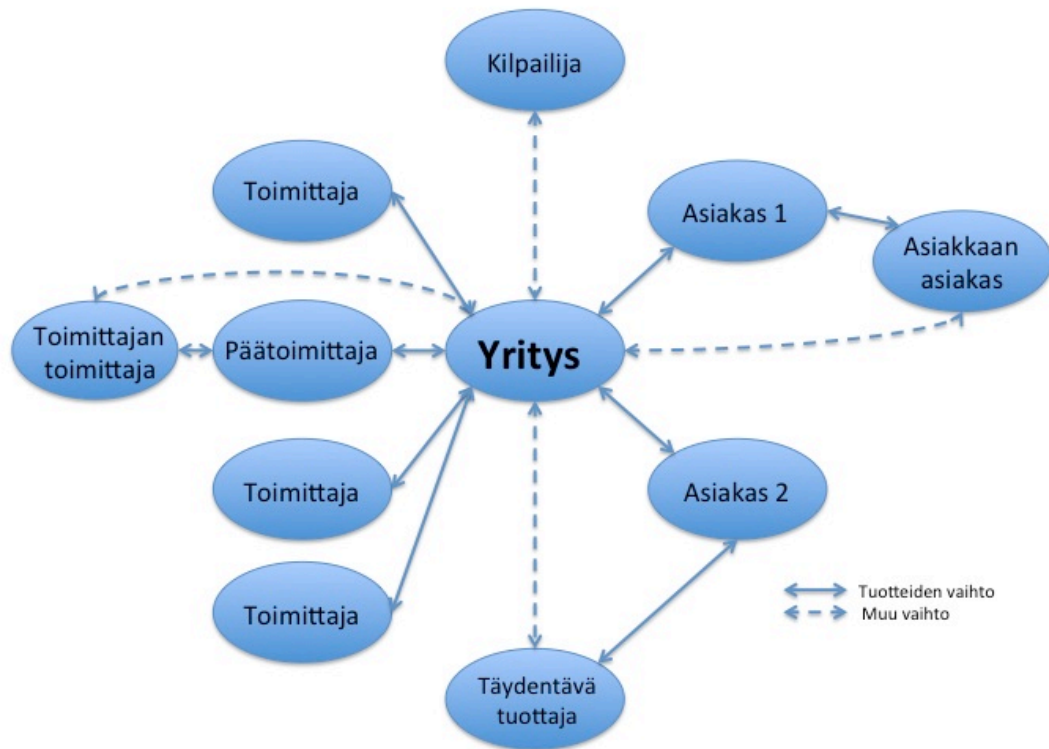 Kilpailija
Toimittaja
Asiakas 1
Asiakkaan
asiakas
Toimittajan
toimittaja
Päätoimittaja
Yritys
Toimittaja
Asiakas 2
Toimittaja
Tuotteiden vaihto
Muu vaihto
Täydentävä
tuottaja